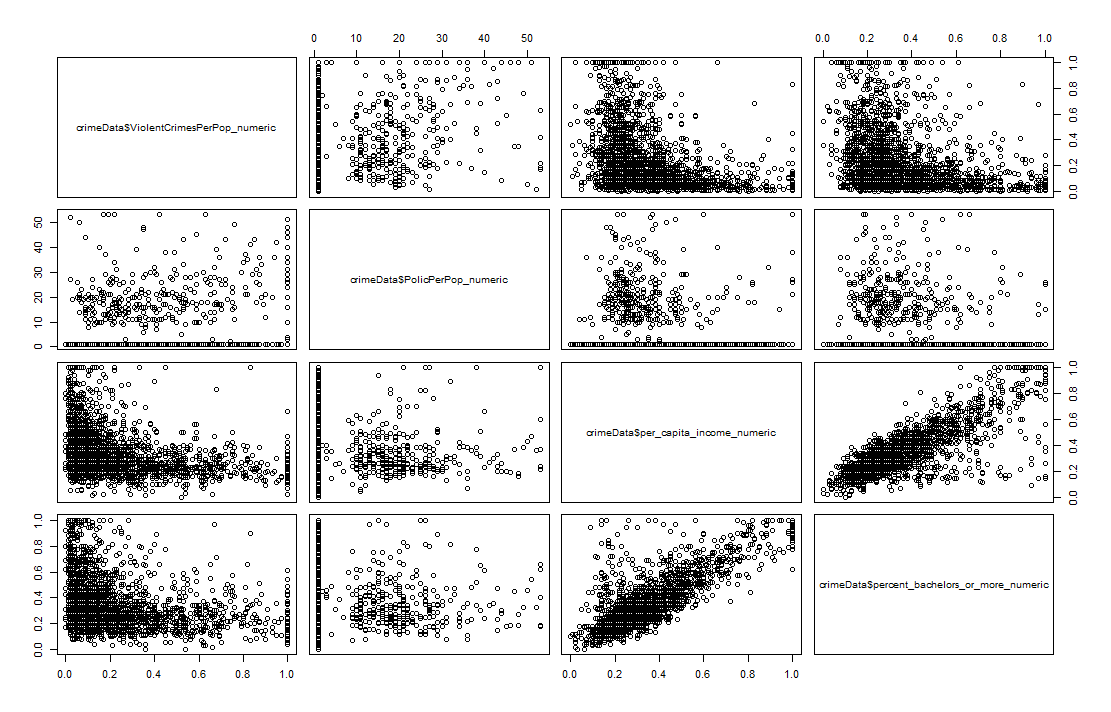 0 10 20 30 40 50
0.0 0.2 0.4 0.6 0.8 1.0
crimeData$ViolentCrimesPerPop_numeric
0.0 0.2 0.4 0.6 0.8 1.0
0 10 20 30 40 50
crimeData$PolicPerPop_numeric
crimeData$per_capita_income_numeric
0.0 0.2 0.4 0.6 0.8 1.0
0.0 0.2 0.4 0.6 0.8 1.0
crimeData$percent_bachelors_or_more_numeric
0.0 0.2 0.4 0.6 0.8 1.0
0.0 0.2 0.4 0.6 0.8 1.0